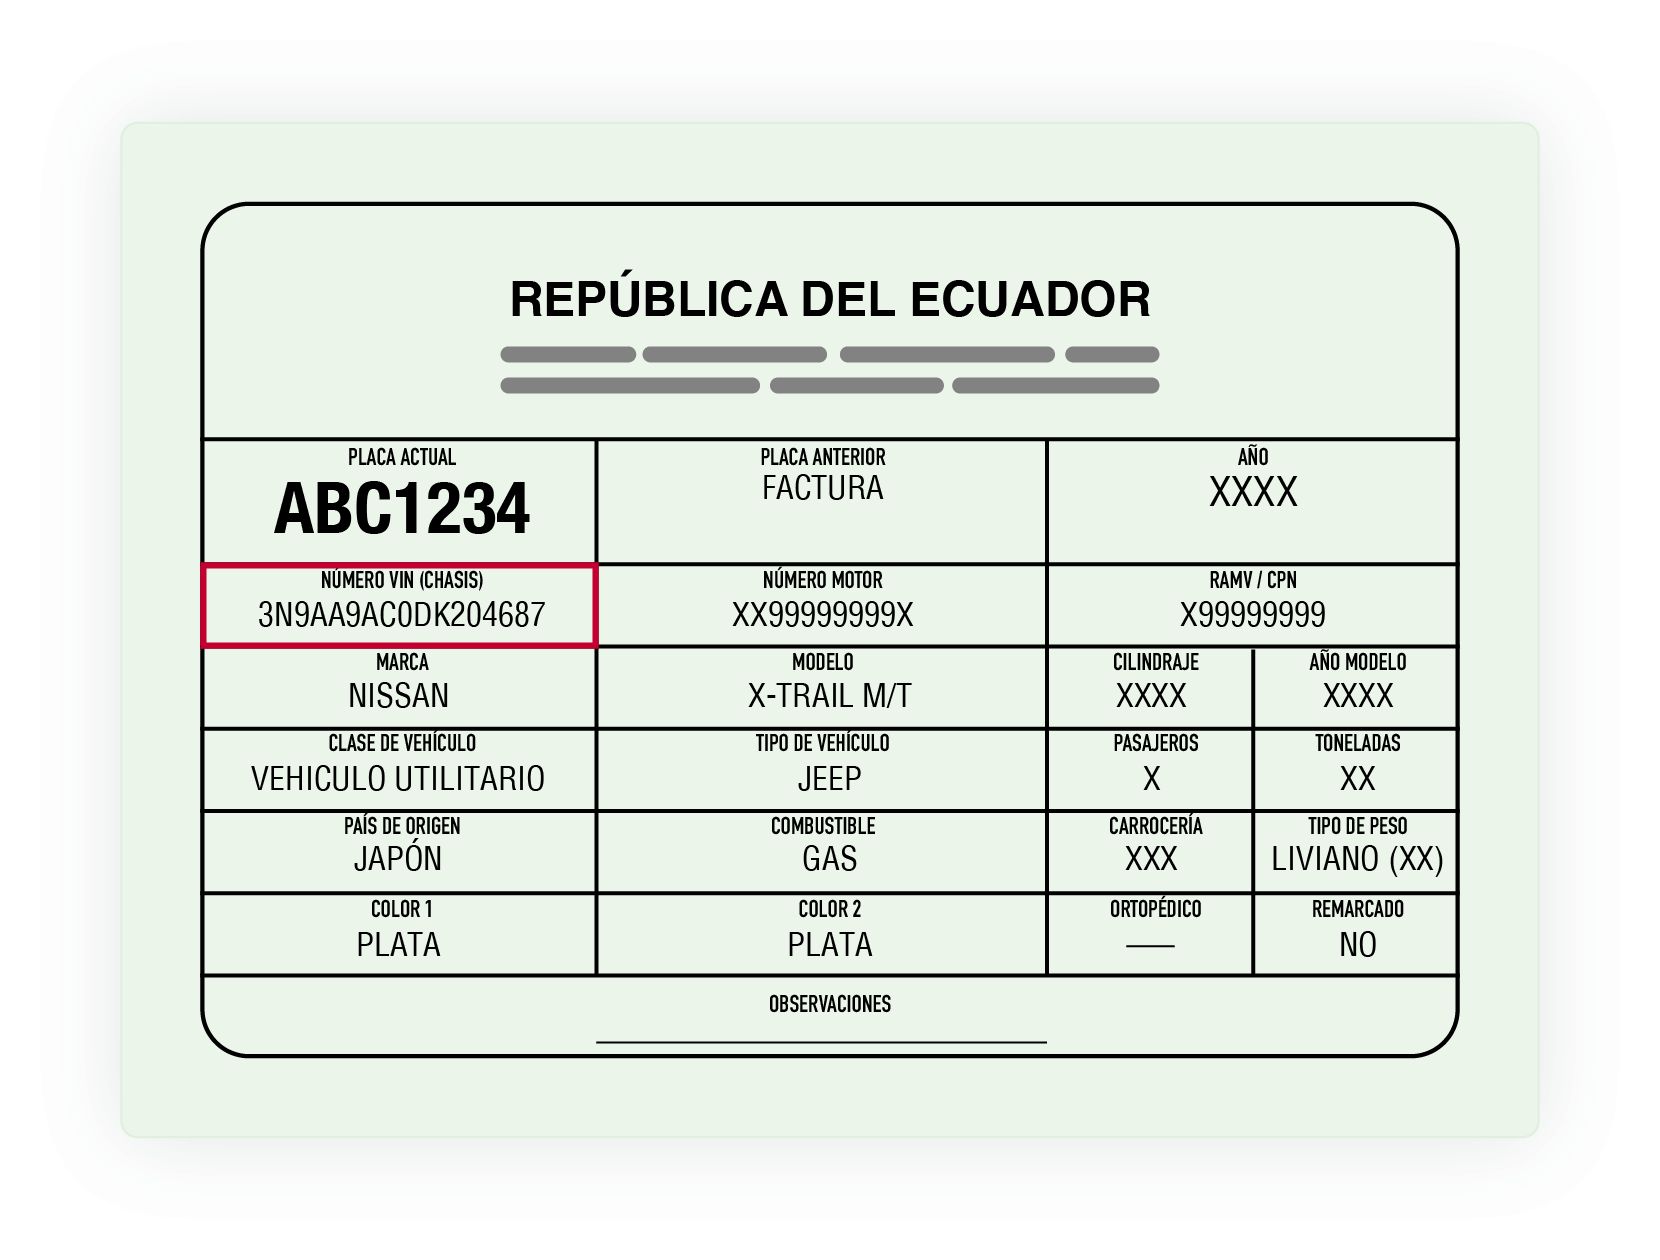 REPÚBLICA DEL ECUADOR
PLACA ACTUAL
ABC1234
PLACA ANTERIOR
FACTURA
AÑO
XXXX
NÚMERO VIN (CHASIS)
3N9AA9AC0DK204687
NÚMERO MOTOR
XX99999999X
RAMV / CPN
X99999999
MARCA
NISSAN
MODELO
X-TRAIL M/T
CILINDRAJE
XXXX
AÑO MODELO
XXXX
CLASE DE VEHÍCULO
VEHICULO UTILITARIO
TIPO DE VEHÍCULO
JEEP
PASAJEROS
X
TONELADAS
XX
PAÍS DE ORIGEN
JAPÓN
COMBUSTIBLE
GAS
CARROCERÍA
XXX
TIPO DE PESO
LIVIANO (XX)
COLOR 1
PLATA
COLOR 2
PLATA
ORTOPÉDICO
—
REMARCADO
NO
OBSERVACIONES